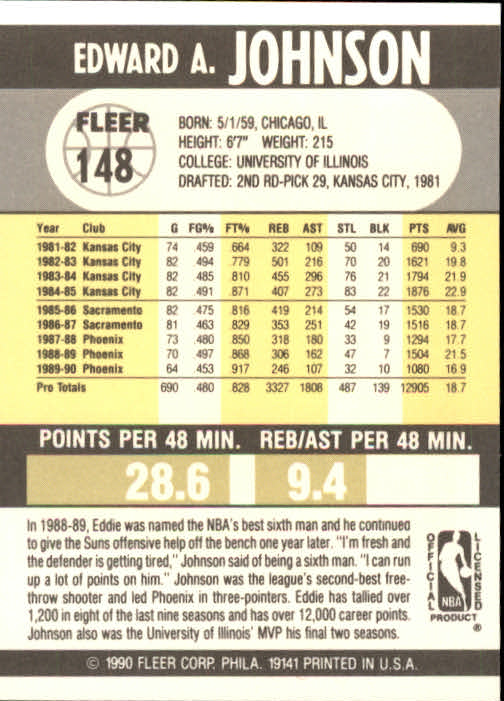 EDWARD A. JOHNSON
FLEER
148
BORN: 5/1/59, CHICAGO, IL
HEIGHT: 6'7" WEIGHT: 215
COLLEGE: UNIVERSITY OF ILLINOIS
DRAFTED: 2ND RD-PICK 29, KANSAS CITY, 1981
Year Club G FG% FT% REB AST STL BLK PTS AVG
1981-82 Kansas City 74 .459 .664 322 109 50 14 690 9.3
1982-83 Kansas City 82 .494 .779 501 216 70 20 1621 19.8
1983-84 Kansas City 82 .485 .810 455 296 76 21 1794 21.9
1984-85 Kansas City 82 .491 .871 407 273 83 22 1876 22.9
1985-86 Sacramento 82 .475 .816 419 214 54 17 1530 18.7
1986-87 Sacramento 81 .463 .829 353 251 42 19 1516 18.7
1987-88 Phoenix 73 .480 .850 318 180 33 9 1294 17.7
1988-89 Phoenix 70 .497 .868 306 162 47 7 1504 21.5
1989-90 Phoenix 64 .453 .917 246 107 32 10 1080 16.9
Pro Totals 690 .480 .828 3327 1808 487 139 12905 18.7
POINTS PER 48 MIN. REB/AST PER 48 MIN.
28.6 9.4
In 1988-89, Eddie was named the NBA's best sixth man and he continued
to give the Suns offensive help off the bench one year later. "I'm fresh and
the defender is getting tired," Johnson said of being a sixth man. "I can run
up a lot of points on him." Johnson was the league's second-best free-
throw shooter and led Phoenix in three-pointers. Eddie has tallied over
1,200 in eight of the last nine seasons and has over 12,000 career points.
Johnson also was the University of Illinois' MVP his final two seasons.
OFFICIAL
LICENSED
NBA
PRODUCT ®
© 1990 FLEER CORP. PHILA. 19141 PRINTED IN U.S.A.